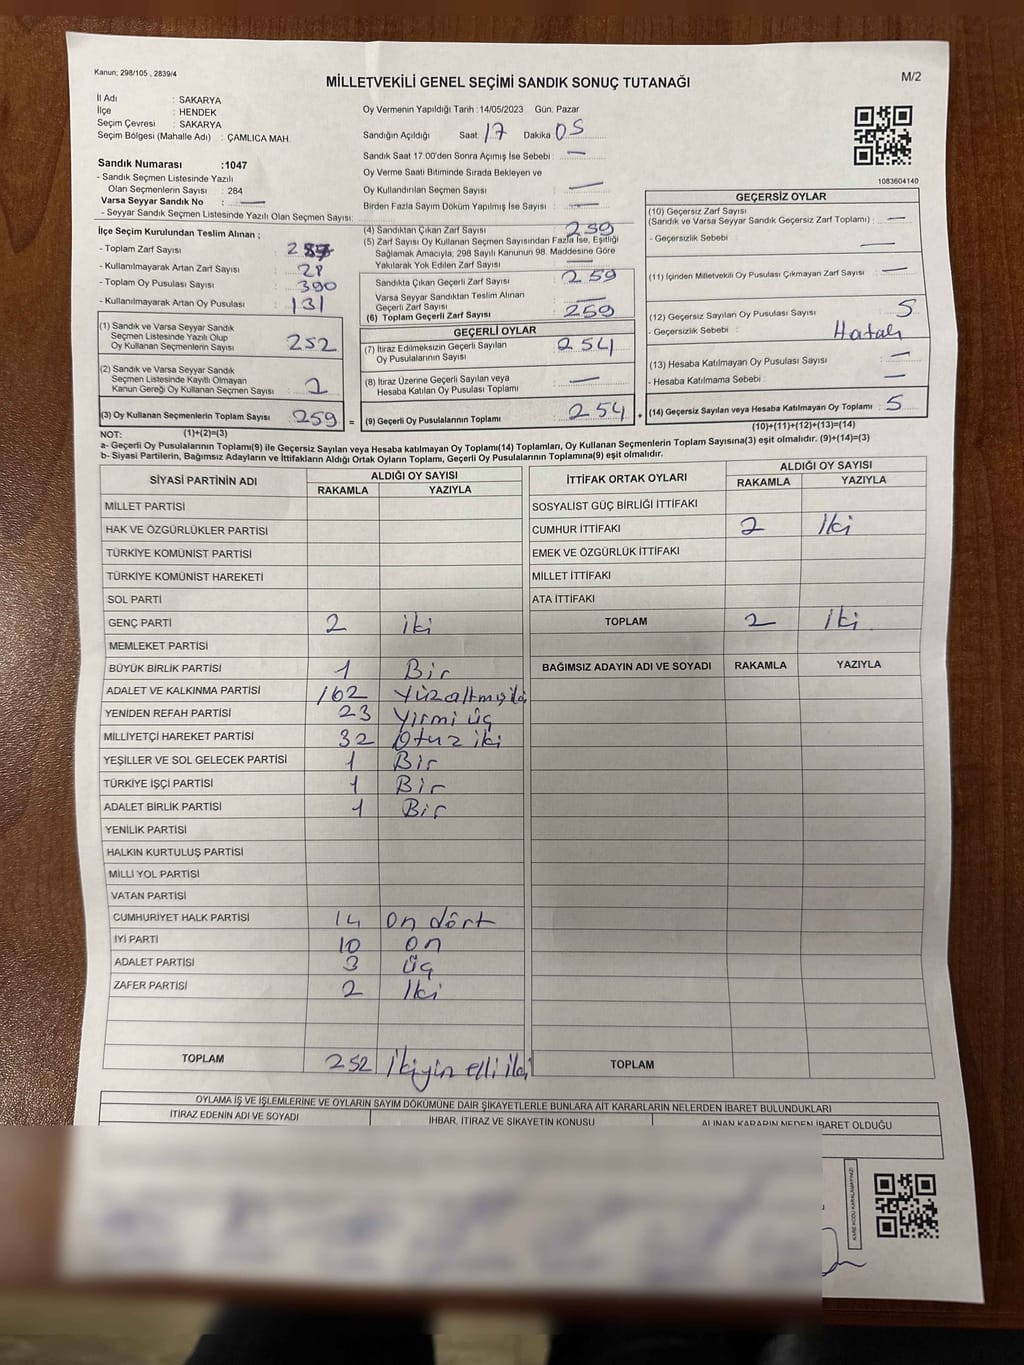 Kanun; 298/105 , 2839/4
MİLLETVEKİLİ GENEL SEÇİMİ SANDIK SONUÇ TUTANAĞI
M/2
İl Adı : SAKARYA
İlçe : HENDEK
Seçim Çevresi : SAKARYA
Seçim Bölgesi (Mahalle Adı) : ÇAMLICA MAH.
Sandık Numarası :1047
- Sandık Seçmen Listesinde Yazılı
Olan Seçmenlerin Sayısı : 284
Varsa Seyyar Sandık No : —
- Seyyar Sandık Seçmen Listesinde Yazılı Olan Seçmen Sayısı:
Oy Vermenin Yapıldığı Tarih :14/05/2023 Gün: Pazar
Sandığın Açıldığı Saat: 17 Dakika 05
Sandık Saat 17:00'den Sonra Açımış İse Sebebi : —
Oy Verme Saati Bitiminde Sırada Bekleyen ve
Oy Kullandırılan Seçmen Sayısı : —
Birden Fazla Sayım Döküm Yapılmış İse Sayısı : —
1083604140
İlçe Seçim Kurulundan Teslim Alınan ;
- Toplam Zarf Sayısı :
- Kullanılmayarak Artan Zarf Sayısı : 28
- Toplam Oy Pusulası Sayısı : 390
- Kullanılmayarak Artan Oy Pusulası : 131
(1) Sandık ve Varsa Seyyar Sandık
Seçmen Listesinde Yazılı Olup
Oy Kullanan Seçmenlerin Sayısı : 252
(2) Sandık ve Varsa Seyyar Sandık
Seçmen Listesinde Kayıtlı Olmayan
Kanun Gereği Oy Kullanan Seçmen Sayısı :
(3) Oy Kullanan Seçmenlerin Toplam Sayısı : 259
(1)+(2)=(3)
(4) Sandıktan Çıkan Zarf Sayısı : 259
(5) Zarf Sayısı Oy Kullanan Seçmen Sayısından Fazla İse, Eşitliği
Sağlamak Amacıyla, 298 Sayılı Kanunun 98. Maddesine Göre
Yakılarak Yok Edilen Zarf Sayısı : —
Sandıkta Çıkan Geçerli Zarf Sayısı : 259
Varsa Seyyar Sandıktan Teslim Alınan
Geçerli Zarf Sayısı : —
(6) Toplam Geçerli Zarf Sayısı : 259
GEÇERLİ OYLAR
(7) İtiraz Edilmeksizin Geçerli Sayılan
Oy Pusulalarının Sayısı : 254
(8) İtiraz Üzerine Geçerli Sayılan veya
Hesaba Katılan Oy Pusulası Toplamı : —
= (9) Geçerli Oy Pusulalarının Toplamı : 254 +
GEÇERSİZ OYLAR
(10) Geçersiz Zarf Sayısı
(Sandık ve Varsa Seyyar Sandık Geçersiz Zarf Toplamı) : —
- Geçersizlik Sebebi : —
(11) İçinden Milletvekili Oy Pusulası Çıkmayan Zarf Sayısı : —
(12) Geçersiz Sayılan Oy Pusulası Sayısı : 5
- Geçersizlik Sebebi : Hatalı
(13) Hesaba Katılmayan Oy Pusulası Sayısı : —
- Hesaba Katılmama Sebebi : —
(14) Geçersiz Sayılan veya Hesaba Katılmayan Oy Toplamı : 5
(10)+(11)+(12)+(13)=(14)
NOT:
a- Geçerli Oy Pusulalarının Toplamı(9) ile Geçersiz Sayılan veya Hesaba katılmayan Oy Toplamı(14) Toplamları, Oy Kullanan Seçmenlerin Toplam Sayısına(3) eşit olmalıdır. (9)+(14)=(3)
b- Siyasi Partilerin, Bağımsız Adayların ve İttifakların Aldığı Ortak Oyların Toplamı, Geçerli Oy Pusulalarının Toplamına(9) eşit olmalıdır.
SİYASİ PARTİNİN ADI ALDIĞI OY SAYISI
RAKAMLA YAZIYLA
MİLLET PARTİSİ
HAK VE ÖZGÜRLÜKLER PARTİSİ
TÜRKİYE KOMÜNİST PARTİSİ
TÜRKİYE KOMÜNİST HAREKETİ
SOL PARTİ
GENÇ PARTİ 2 iki
MEMLEKET PARTİSİ
BÜYÜK BİRLİK PARTİSİ 1 Bir
ADALET VE KALKINMA PARTİSİ 162 Yüzaltmışiki
YENİDEN REFAH PARTİSİ 23 Yirmi üç
MİLLİYETÇİ HAREKET PARTİSİ 32 Otuz iki
YEŞİLLER VE SOL GELECEK PARTİSİ 1 Bir
TÜRKİYE İŞÇİ PARTİSİ 1 Bir
ADALET BİRLİK PARTİSİ 1 Bir
YENİLİK PARTİSİ
HALKIN KURTULUŞ PARTİSİ
MİLLİ YOL PARTİSİ
VATAN PARTİSİ
CUMHURİYET HALK PARTİSİ 14 On dört
İYİ PARTİ 10 On
ADALET PARTİSİ 3 Üç
ZAFER PARTİSİ 2 Iki
TOPLAM 252 İkiyüz elli iki
İTTİFAK ORTAK OYLARI ALDIĞI OY SAYISI
RAKAMLA YAZIYLA
SOSYALIST GÜÇ BİRLİĞİ İTTİFAKI
CUMHUR İTTİFAKI 2 Iki
EMEK VE ÖZGÜRLÜK İTTİFAKI
MİLLET İTTİFAKI
ATA İTTİFAKI
TOPLAM 2 Iki
BAĞIMSIZ ADAYIN ADI VE SOYADI RAKAMLA YAZIYLA
TOPLAM
OYLAMA İŞ VE İŞLEMLERİNE VE OYLARIN SAYIM DÖKÜMÜNE DAİR ŞİKAYETLERLE BUNLARA AİT KARARLARIN NELERDEN İBARET BULUNDUKLARI
İTİRAZ EDENİN ADI VE SOYADI İHBAR, İTİRAZ VE ŞİKAYETİN KONUSU ALINAN KARARIN NEDEN İBARET OLDUĞU